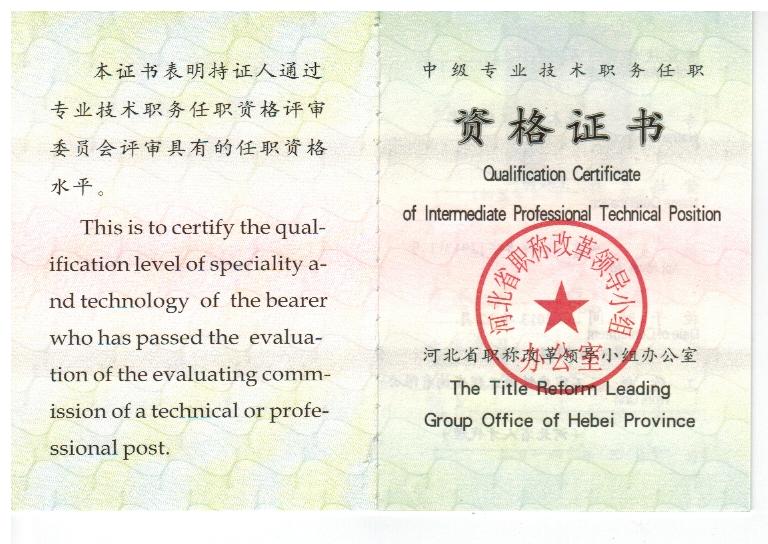 本证书表明持证人通过
专业技术职务任职资格评审
委员会评审具有的任职资格
水平。
This is to certify the qual-
ification level of speciality a-
nd technology of the bearer
who has passed the evalua-
tion of the evaluating comm-
ission of a technical or profe-
ssional post.
中级专业技术职务任职
资格证书
Qualification Certificate
of Intermediate Professional Technical Position
河北省职称改革领导小组
办公室
河北省职称改革领导小组办公室
The Title Reform Leading
Group Office of Hebei Province